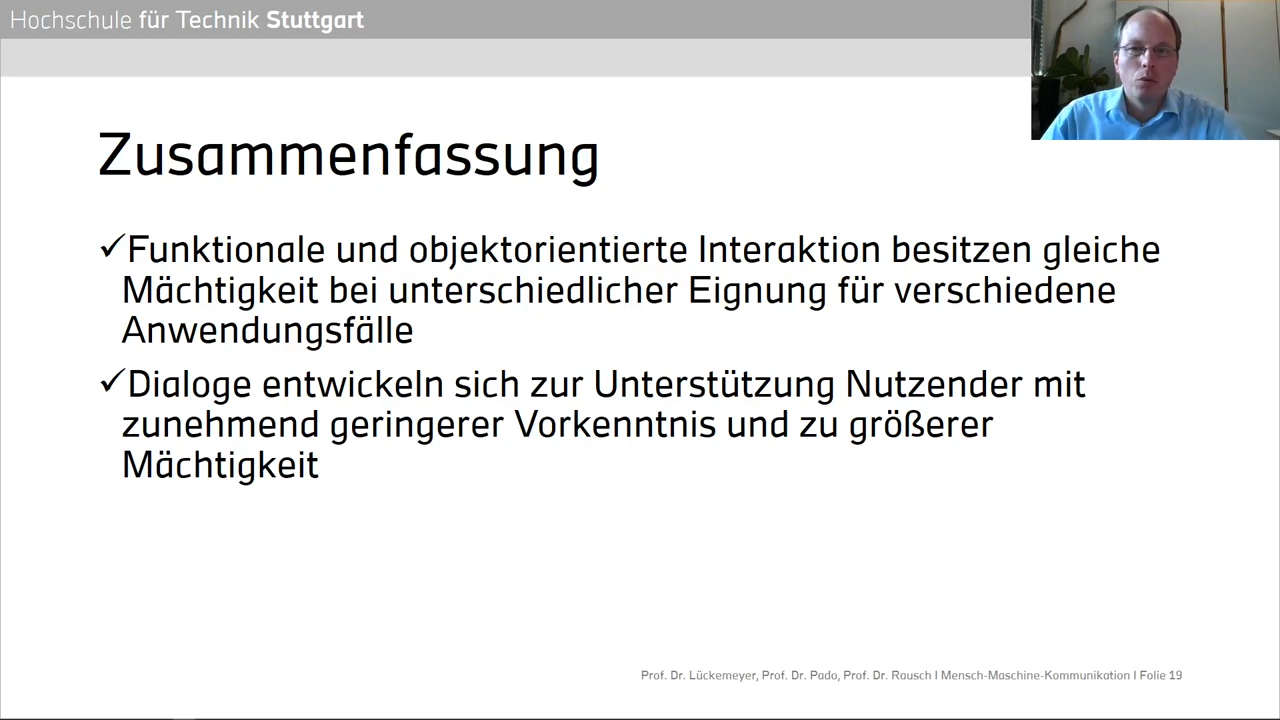 Hochschule für Technik Stuttgart
Zusammenfassung
✓Funktionale und objektorientierte Interaktion besitzen gleiche
Mächtigkeit bei unterschiedlicher Eignung für verschiedene
Anwendungsfälle
✓Dialoge entwickeln sich zur Unterstützung Nutzender mit
zunehmend geringerer Vorkenntnis und zu größerer
Mächtigkeit
Prof. Dr. Lückemeyer, Prof. Dr. Pado, Prof. Dr. Rausch I Mensch-Maschine-Kommunikation I Folie 19